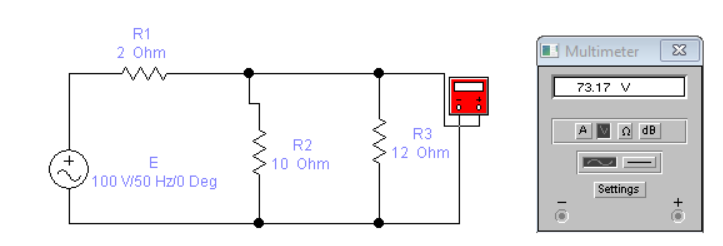 R1
2 Ohm
R2
10 Ohm
R3
12 Ohm
E
100 V/50 Hz/0 Deg
Multimeter
73.17 V
A V Ω dB
Settings
- +